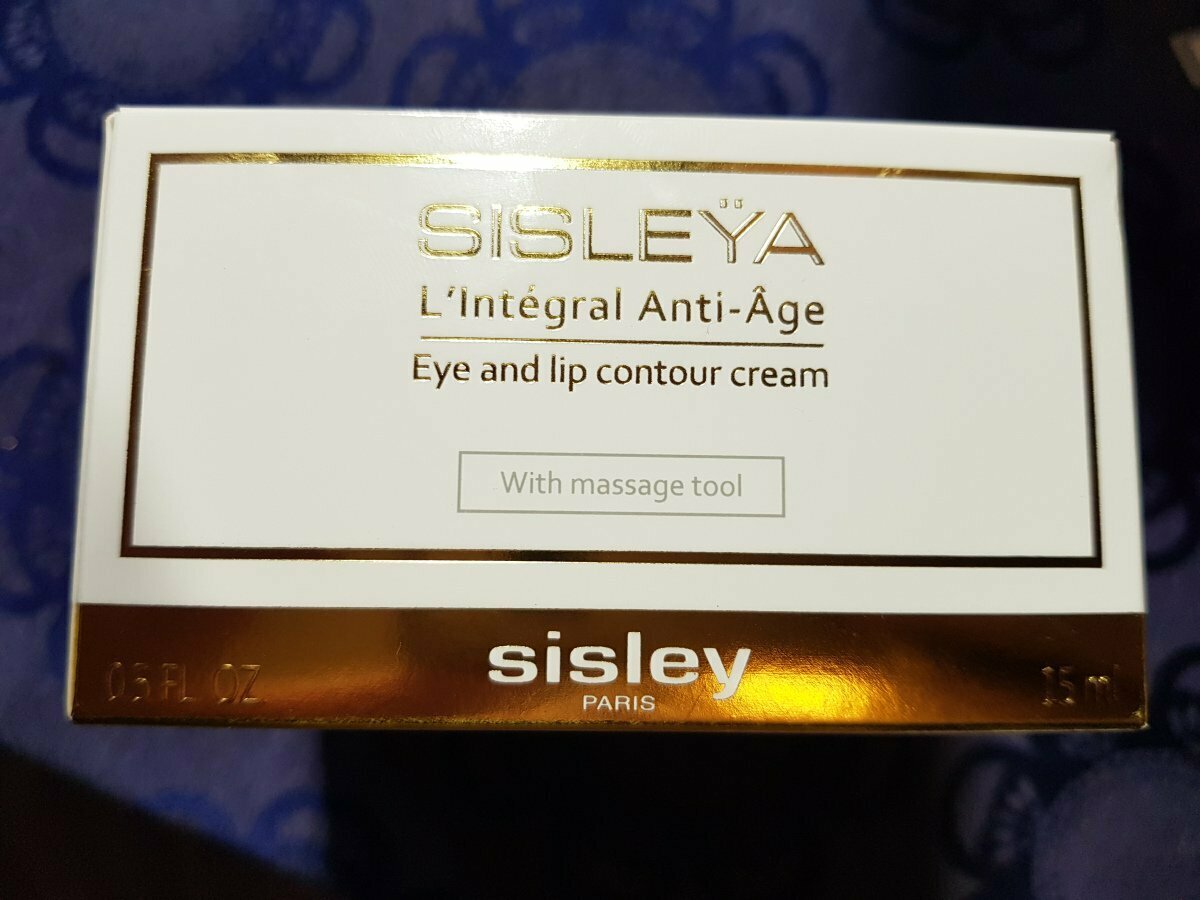 SISLEŸA
L'Intégral Anti-Âge
Eye and lip contour cream
With massage tool
sisley
PARIS
0.5 FL OZ
15 ml